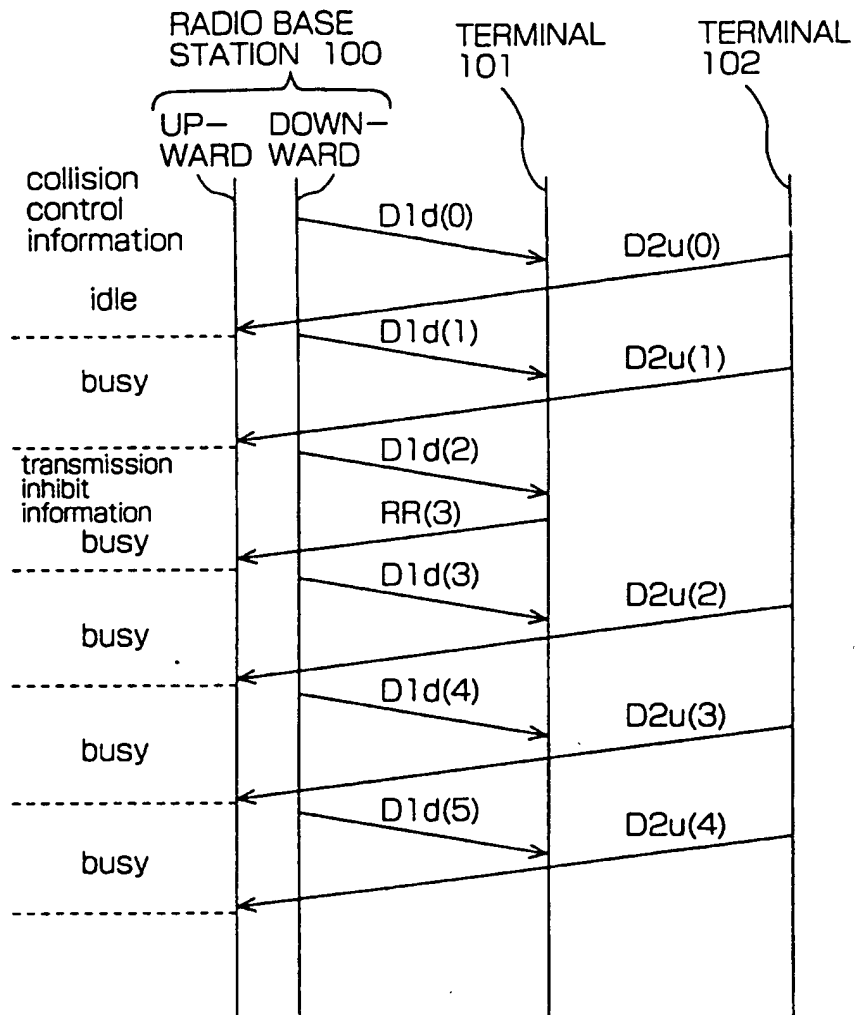 RADIO BASE
STATION 100
TERMINAL
101
TERMINAL
102
UP-
WARD
DOWN-
WARD
collision
control
information
D1d(0)
D2u(0)
idle
D1d(1)
D2u(1)
busy
D1d(2)
transmission
inhibit
information
RR(3)
busy
D1d(3)
D2u(2)
busy
D1d(4)
D2u(3)
busy
D1d(5)
D2u(4)
busy